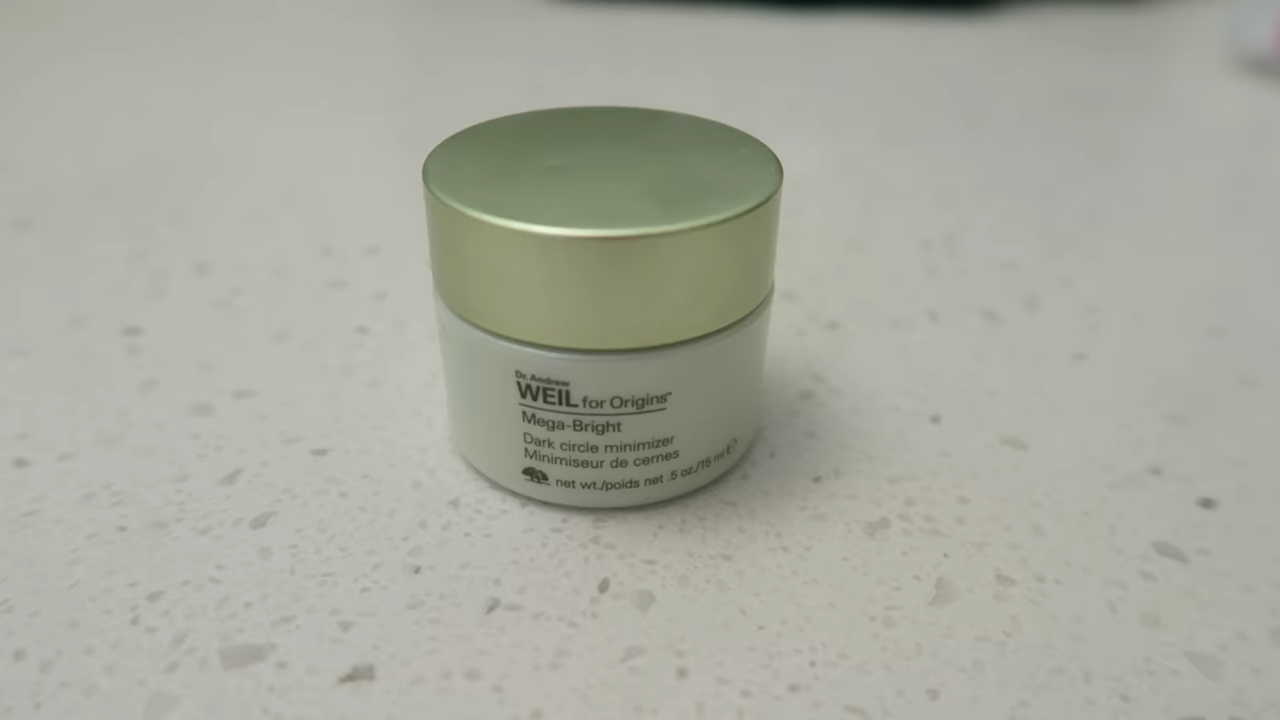 Dr. Andrew
WEIL for Origins™
Mega-Bright
Dark circle minimizer
Minimiseur de cernes
net wt./poids net .5 oz./15 ml ℮